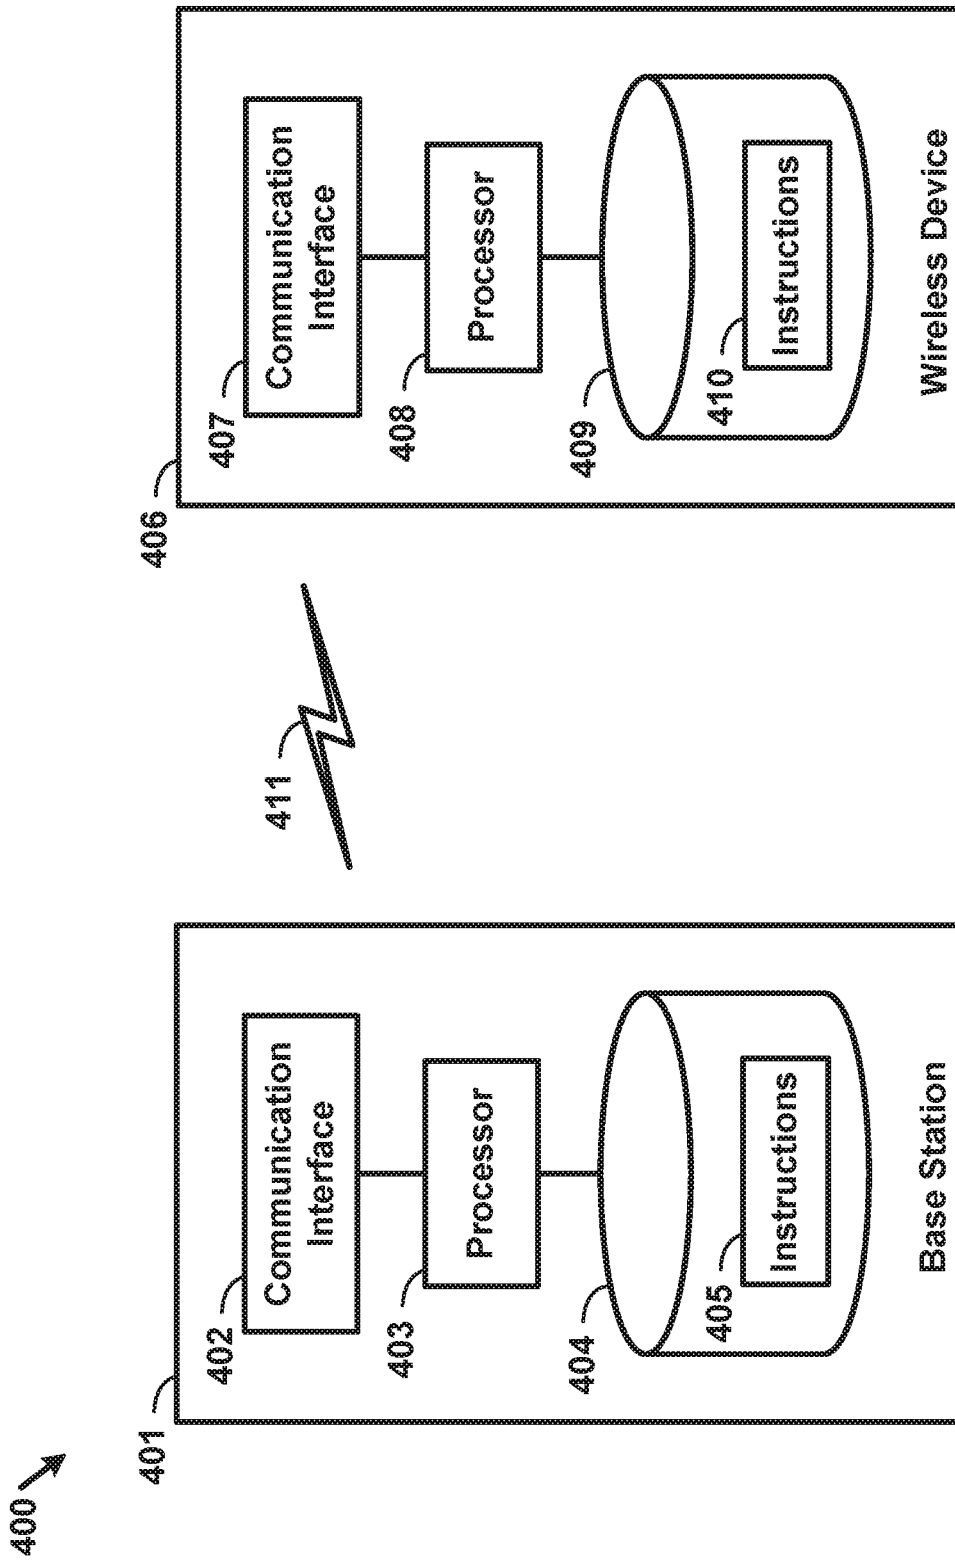 400
401
402
Communication
Interface
403
Processor
404
405
Instructions
Base Station
411
406
407
Communication
Interface
408
Processor
409
410
Instructions
Wireless Device